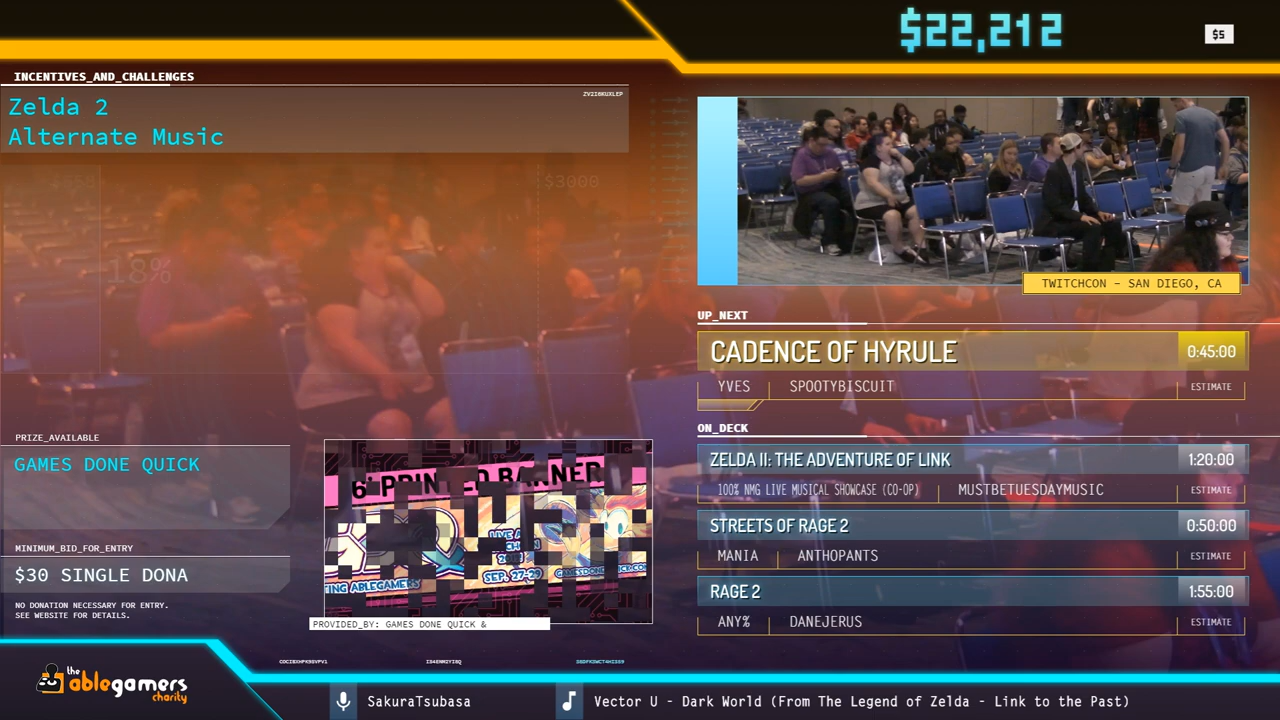 $22,212
$5
INCENTIVES_AND_CHALLENGES
Zelda 2
Alternate Music
$3000
18%
TWITCHCON - SAN DIEGO, CA
UP_NEXT
CADENCE OF HYRULE
0:45:00
YVES
SPOOTYBISCUIT
ESTIMATE
ON_DECK
ZELDA II: THE ADVENTURE OF LINK
1:20:00
100% NMG LIVE MUSICAL SHOWCASE (CO-OP)
MUSTBETUESDAYMUSIC
ESTIMATE
STREETS OF RAGE 2
0:50:00
MANIA
ANTHOPANTS
ESTIMATE
RAGE 2
1:55:00
ANY%
DANEJERUS
ESTIMATE
PRIZE_AVAILABLE
GAMES DONE QUICK
MINIMUM_BID_FOR_ENTRY
$30 SINGLE DONA
NO DONATION NECESSARY FOR ENTRY.
SEE WEBSITE FOR DETAILS.
PRINTED BANNER
SEP. 27-29
ABLEGAMERS
PROVIDED_BY: GAMES DONE QUICK &
the
ablegamers
charity
SakuraTsubasa
Vector U - Dark World (From The Legend of Zelda - Link to the Past)